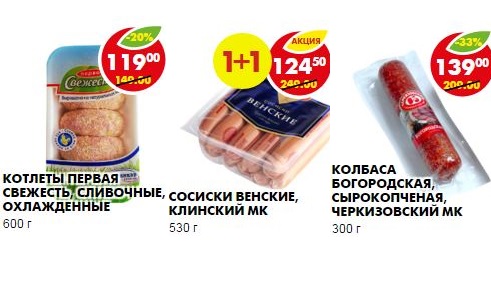 -20%
119 00
149.00
Свежесть
КОТЛЕТЫ ПЕРВАЯ
СВЕЖЕСТЬ, СЛИВОЧНЫЕ,
ОХЛАЖДЕННЫЕ
600 г
1+1
АКЦИЯ
124 50
249.00
ВЕНСКИЕ
СОСИСКИ ВЕНСКИЕ,
КЛИНСКИЙ МК
530 г
-33%
139 00
209.00
КОЛБАСА
БОГОРОДСКАЯ,
СЫРОКОПЧЕНАЯ,
ЧЕРКИЗОВСКИЙ МК
300 г